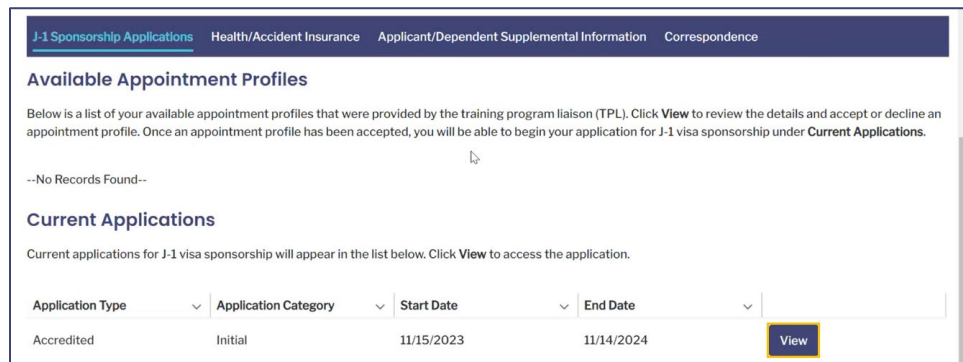 J-1 Sponsorship Applications Health/Accident Insurance Applicant/Dependent Supplemental Information Correspondence
Available Appointment Profiles
Below is a list of your available appointment profiles that were provided by the training program liaison (TPL). Click View to review the details and accept or decline an
appointment profile. Once an appointment profile has been accepted, you will be able to begin your application for J-1 visa sponsorship under Current Applications.
--No Records Found--
Current Applications
Current applications for J-1 visa sponsorship will appear in the list below. Click View to access the application.
Application Type Application Category Start Date End Date
Accredited Initial 11/15/2023 11/14/2024 View